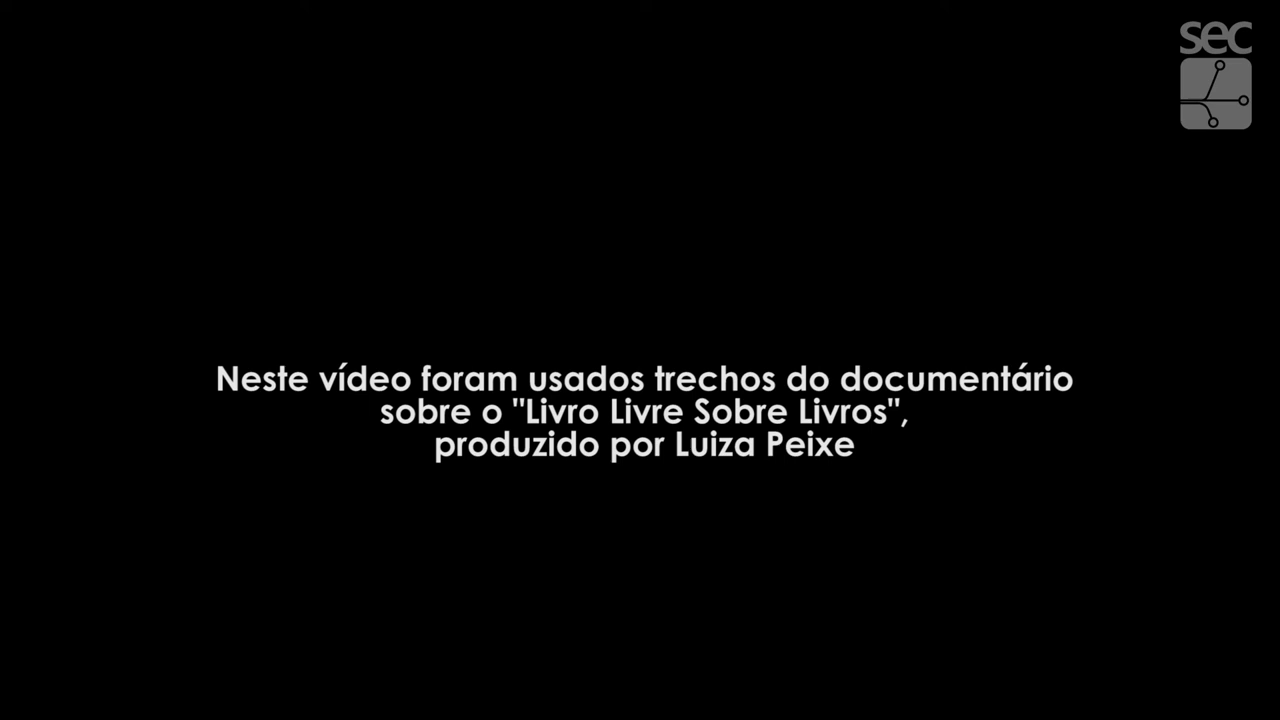 sec
Neste vídeo foram usados trechos do documentário
sobre o "Livro Livre Sobre Livros",
produzido por Luiza Peixe